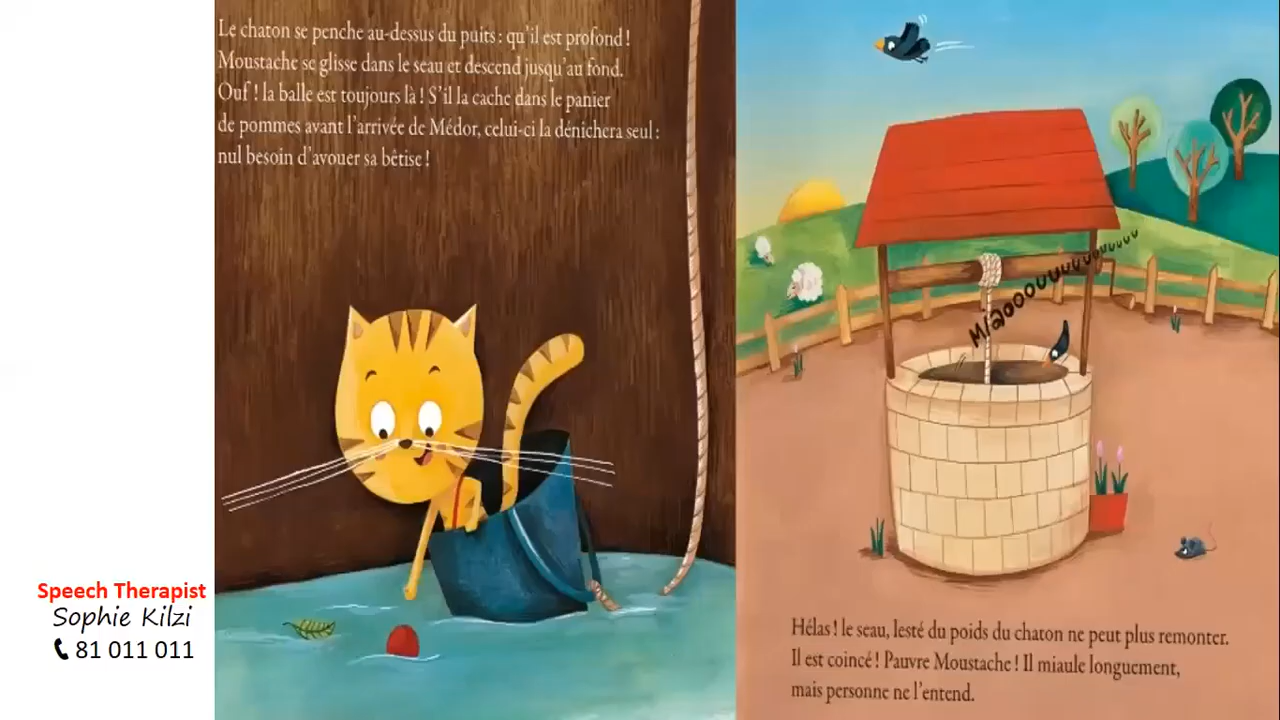 Le chaton se penche au-dessus du puits : qu'il est profond !
Moustache se glisse dans le seau et descend jusqu'au fond.
Ouf ! la balle est toujours là ! S'il la cache dans le panier
de pommes avant l'arrivée de Médor, celui-ci la dénichera seul :
nul besoin d'avouer sa bêtise !
Miaooouuuuuuuuuuuu
Speech Therapist
Sophie Kilzi
81 011 011
Hélas ! le seau, lesté du poids du chaton ne peut plus remonter.
Il est coincé ! Pauvre Moustache ! Il miaule longuement,
mais personne ne l'entend.